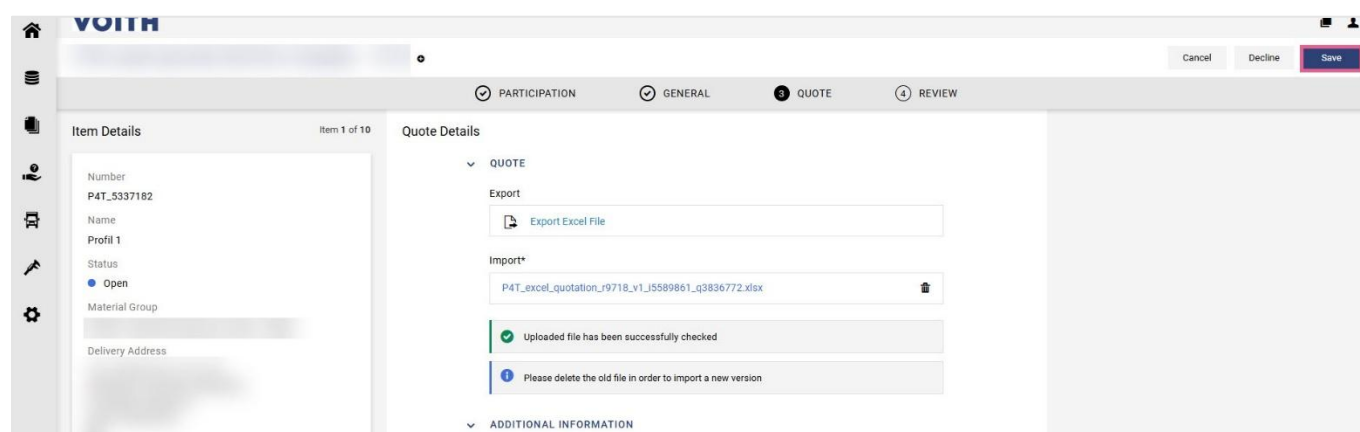 VOITH
Cancel Decline Save
PARTICIPATION GENERAL 3 QUOTE 4 REVIEW
Item Details Item 1 of 10
Number
P4T_5337182
Name
Profil 1
Status
Open
Material Group
Delivery Address
Quote Details
QUOTE
Export
Export Excel File
Import*
P4T_excel_quotation_r9718_v1_i5589861_q3836772.xlsx
Uploaded file has been successfully checked
Please delete the old file in order to import a new version
ADDITIONAL INFORMATION